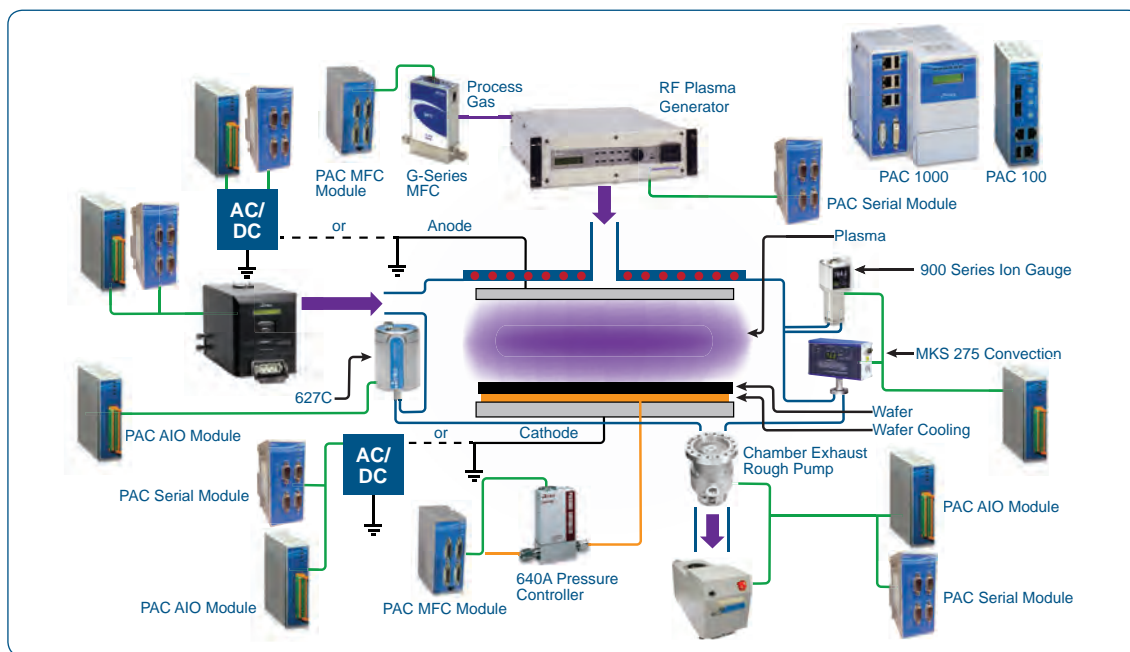 Process
Gas
RF Plasma
Generator
PAC MFC
Module
G-Series
MFC
PAC 1000
PAC 100
PAC Serial Module
AC/
DC
or
Anode
Plasma
900 Series Ion Gauge
MKS 275 Convection
627C
PAC AIO Module
Wafer
Wafer Cooling
or
Cathode
AC/
DC
Chamber Exhaust
Rough Pump
PAC Serial Module
PAC AIO Module
PAC AIO Module
PAC MFC Module
640A Pressure
Controller
PAC Serial Module